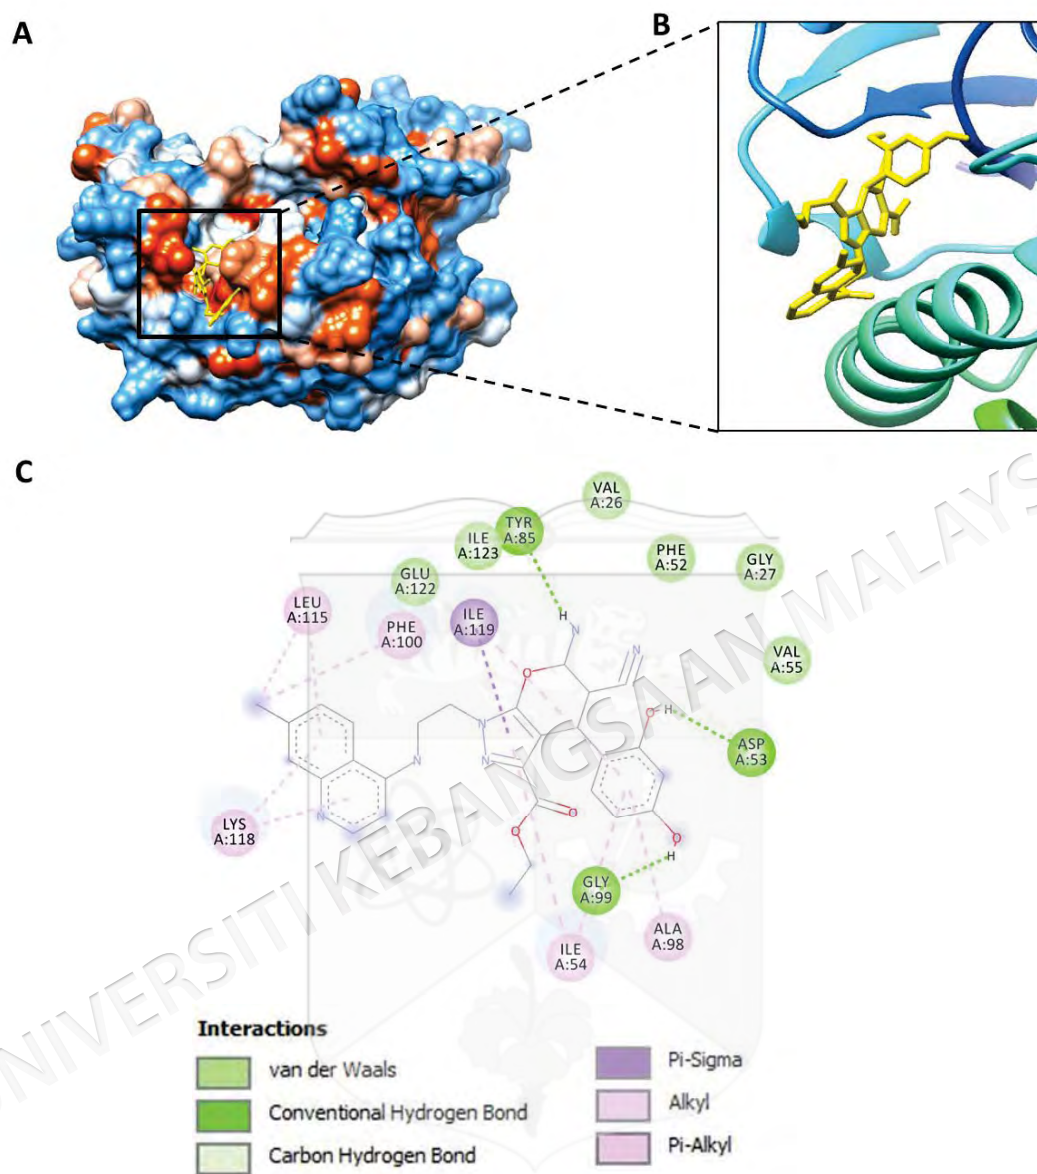 A
B
C
VAL
A:26
TYR
A:85
ILE
A:123
PHE
A:52
GLY
A:27
GLU
A:122
LEU
A:115
ILE
A:119
PHE
A:100
H
N
VAL
A:55
N
O
O
H
N
N
N
ASP
A:53
O
LYS
A:118
N
O
O
H
GLY
A:99
ALA
A:98
ILE
A:54
UNIVERSITI KEBANGSAAN MALAYS
Interactions
van der Waals
Conventional Hydrogen Bond
Carbon Hydrogen Bond
Pi-Sigma
Alkyl
Pi-Alkyl